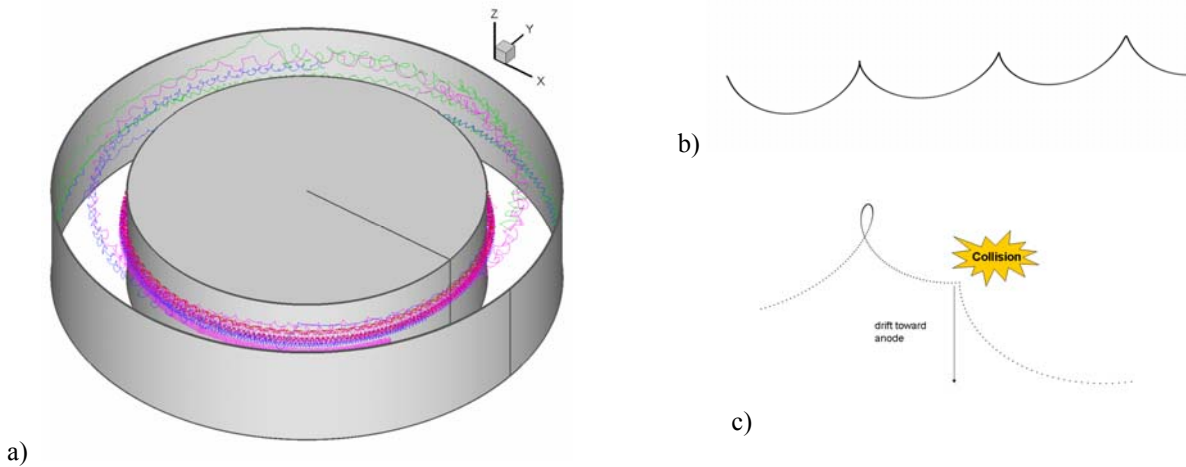 Z
Y
X
a)
b)
Collision
drift toward
anode
c)